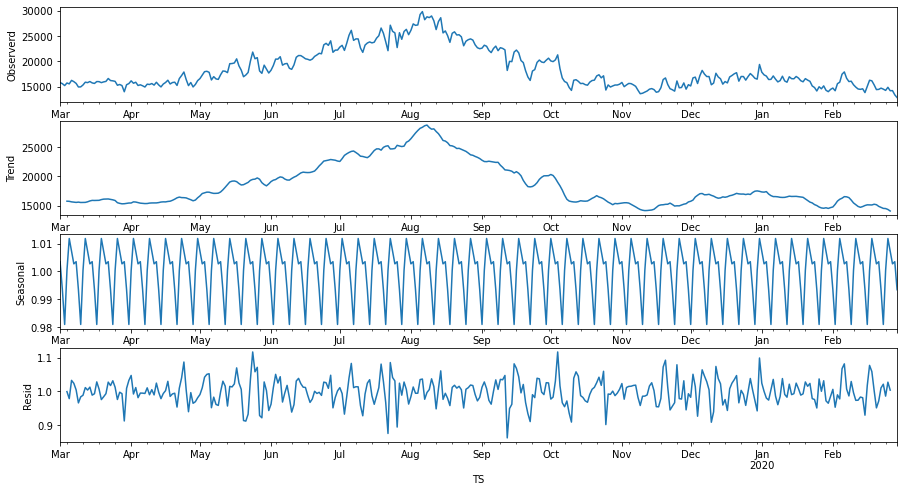 Observerd
30000
25000
20000
15000
Mar Apr May Jun Jul Aug Sep Oct Nov Dec Jan Feb
Trend
25000
20000
15000
Mar Apr May Jun Jul Aug Sep Oct Nov Dec Jan Feb
Seasonal
1.01
1.00
0.99
0.98
Mar Apr May Jun Jul Aug Sep Oct Nov Dec Jan Feb
Resid
1.1
1.0
0.9
Mar Apr May Jun Jul Aug Sep Oct Nov Dec Jan Feb
2020
TS